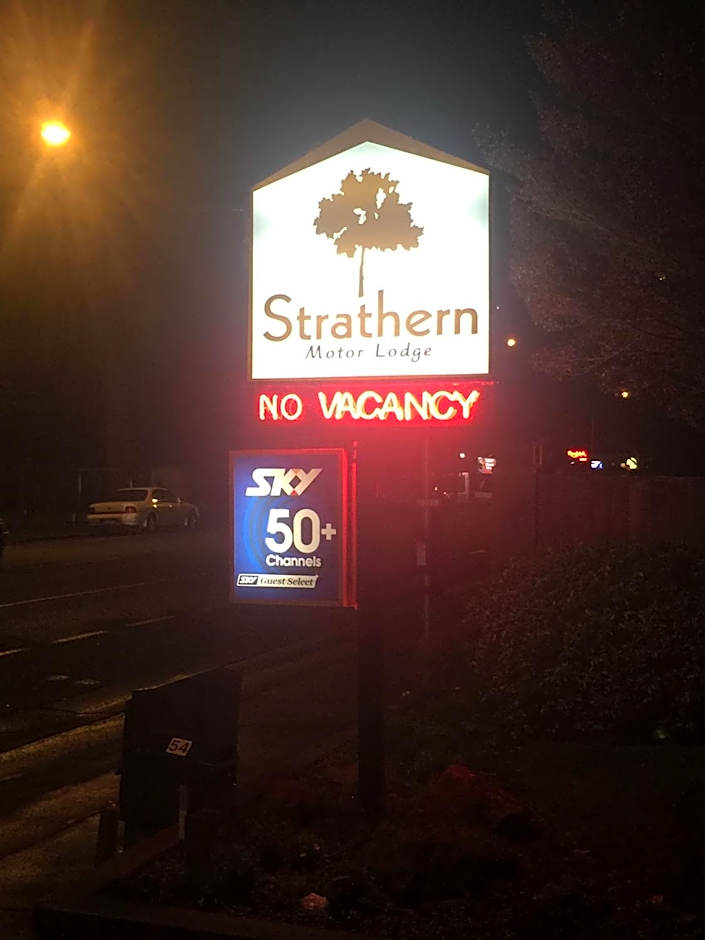 Strathern
Motor Lodge
NO VACANCY
SKY
50+
Channels
SKY Guest Select
54